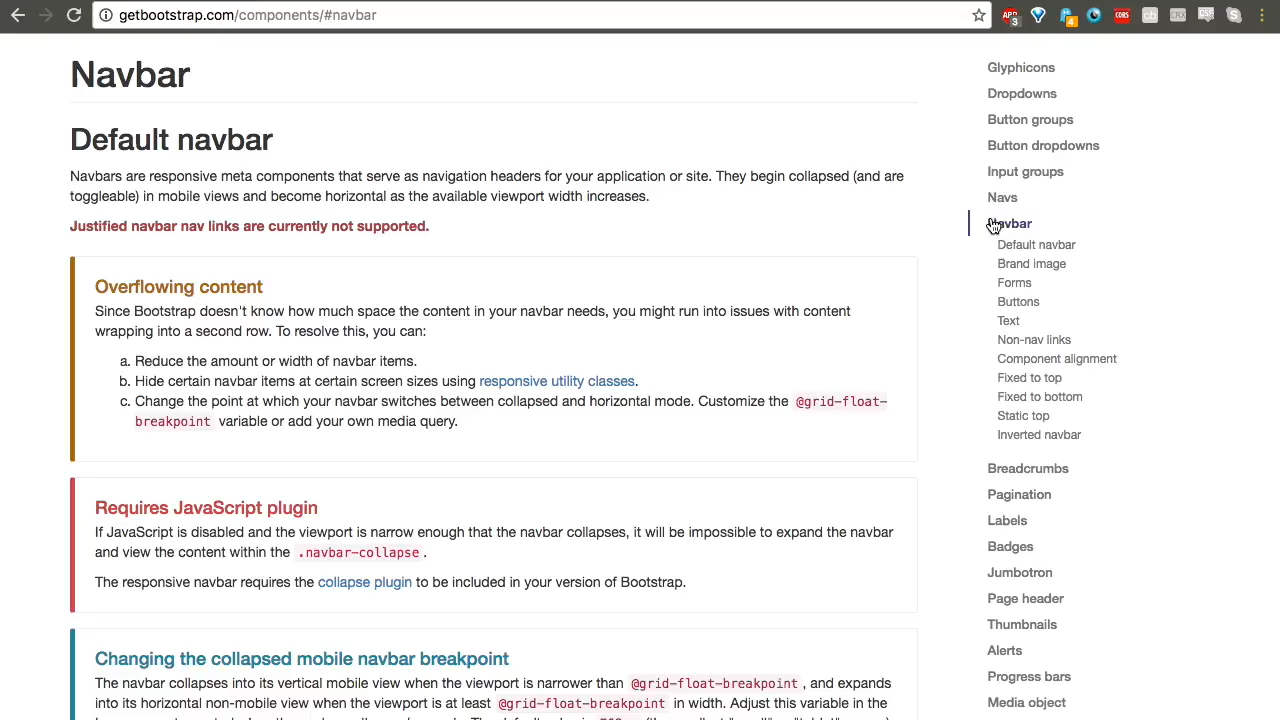 getbootstrap.com/components/#navbar
Navbar
Default navbar
Navbars are responsive meta components that serve as navigation headers for your application or site. They begin collapsed (and are
toggleable) in mobile views and become horizontal as the available viewport width increases.
Justified navbar nav links are currently not supported.
Overflowing content
Since Bootstrap doesn't know how much space the content in your navbar needs, you might run into issues with content
wrapping into a second row. To resolve this, you can:
a. Reduce the amount or width of navbar items.
b. Hide certain navbar items at certain screen sizes using responsive utility classes.
c. Change the point at which your navbar switches between collapsed and horizontal mode. Customize the @grid-float-
breakpoint variable or add your own media query.
Requires JavaScript plugin
If JavaScript is disabled and the viewport is narrow enough that the navbar collapses, it will be impossible to expand the navbar
and view the content within the .navbar-collapse.
The responsive navbar requires the collapse plugin to be included in your version of Bootstrap.
Changing the collapsed mobile navbar breakpoint
The navbar collapses into its vertical mobile view when the viewport is narrower than @grid-float-breakpoint, and expands
into its horizontal non-mobile view when the viewport is at least @grid-float-breakpoint in width. Adjust this variable in the
Glyphicons
Dropdowns
Button groups
Button dropdowns
Input groups
Navs
Navbar
Default navbar
Brand image
Forms
Buttons
Text
Non-nav links
Component alignment
Fixed to top
Fixed to bottom
Static top
Inverted navbar
Breadcrumbs
Pagination
Labels
Badges
Jumbotron
Page header
Thumbnails
Alerts
Progress bars
Media object